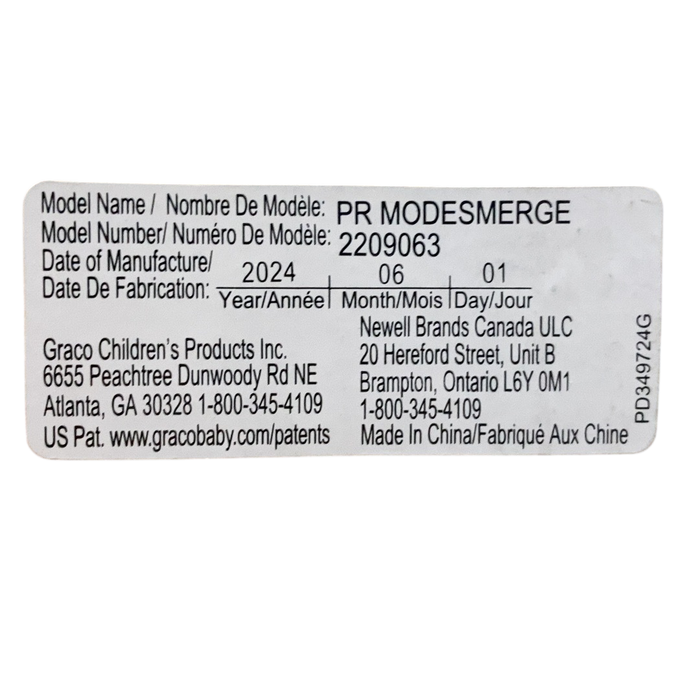 Model Name / Nombre De Modèle: PR MODESMERGE
Model Number/ Numéro De Modèle: 2209063
Date of Manufacture/
Date De Fabrication: 2024 06 01
Year/Année Month/Mois Day/Jour
Graco Children's Products Inc.
6655 Peachtree Dunwoody Rd NE
Atlanta, GA 30328 1-800-345-4109
US Pat. www.gracobaby.com/patents
Newell Brands Canada ULC
20 Hereford Street, Unit B
Brampton, Ontario L6Y 0M1
1-800-345-4109
Made In China/Fabriqué Aux Chine
PD349724G